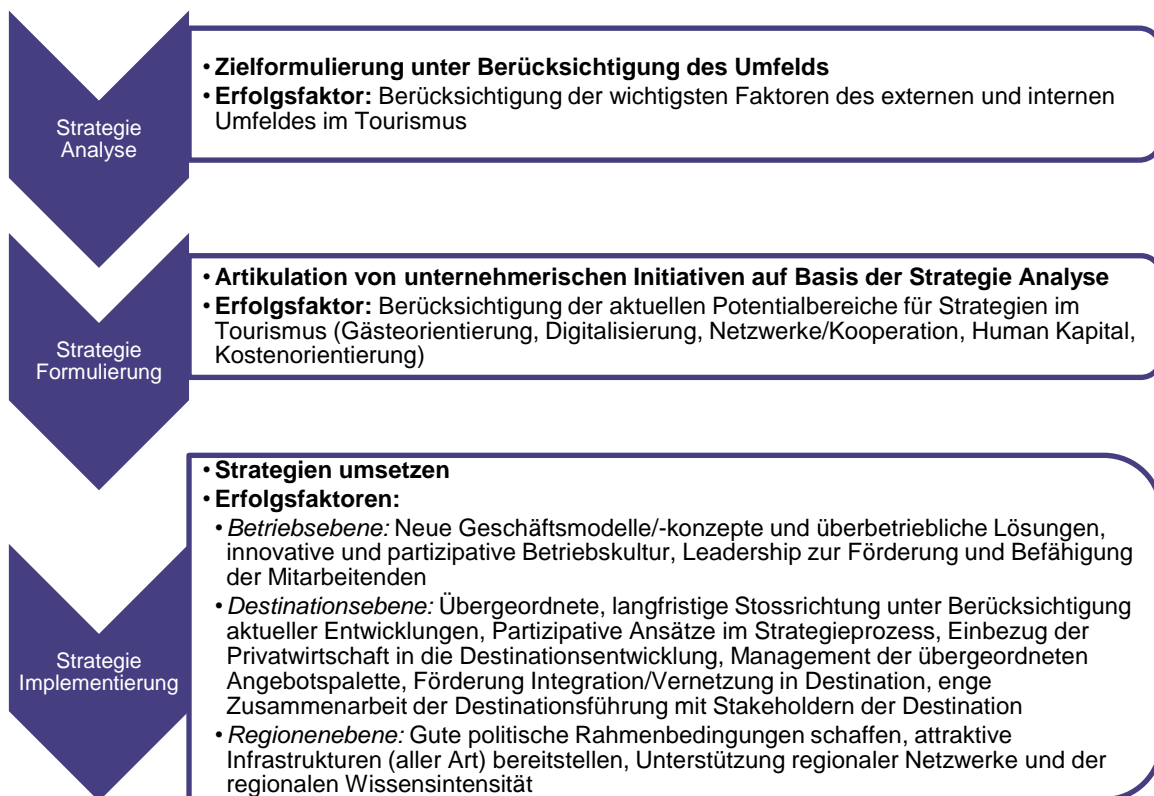 Strategie
Analyse
• Zielformulierung unter Berücksichtigung des Umfelds
• Erfolgsfaktor: Berücksichtigung der wichtigsten Faktoren des externen und internen
Umfeldes im Tourismus
Strategie
Formulierung
• Artikulation von unternehmerischen Initiativen auf Basis der Strategie Analyse
• Erfolgsfaktor: Berücksichtigung der aktuellen Potentialbereiche für Strategien im
Tourismus (Gästeorientierung, Digitalisierung, Netzwerke/Kooperation, Human Kapital,
Kostenorientierung)
Strategie
Implementierung
• Strategien umsetzen
• Erfolgsfaktoren:
• Betriebsebene: Neue Geschäftsmodelle/-konzepte und überbetriebliche Lösungen,
innovative und partizipative Betriebskultur, Leadership zur Förderung und Befähigung
der Mitarbeitenden
• Destinationsebene: Übergeordnete, langfristige Stossrichtung unter Berücksichtigung
aktueller Entwicklungen, Partizipative Ansätze im Strategieprozess, Einbezug der
Privatwirtschaft in die Destinationsentwicklung, Management der übergeordneten
Angebotspalette, Förderung Integration/Vernetzung in Destination, enge
Zusammenarbeit der Destinationsführung mit Stakeholdern der Destination
• Regionenebene: Gute politische Rahmenbedingungen schaffen, attraktive
Infrastrukturen (aller Art) bereitstellen, Unterstützung regionaler Netzwerke und der
regionalen Wissensintensität